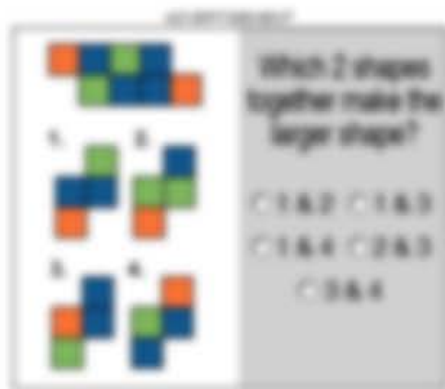 ADVERTISEMENT
Which 2 shapes
together make the
larger shape?
1. 2.
1 & 2 1 & 3
1 & 4 2 & 3
3. 4.
3 & 4